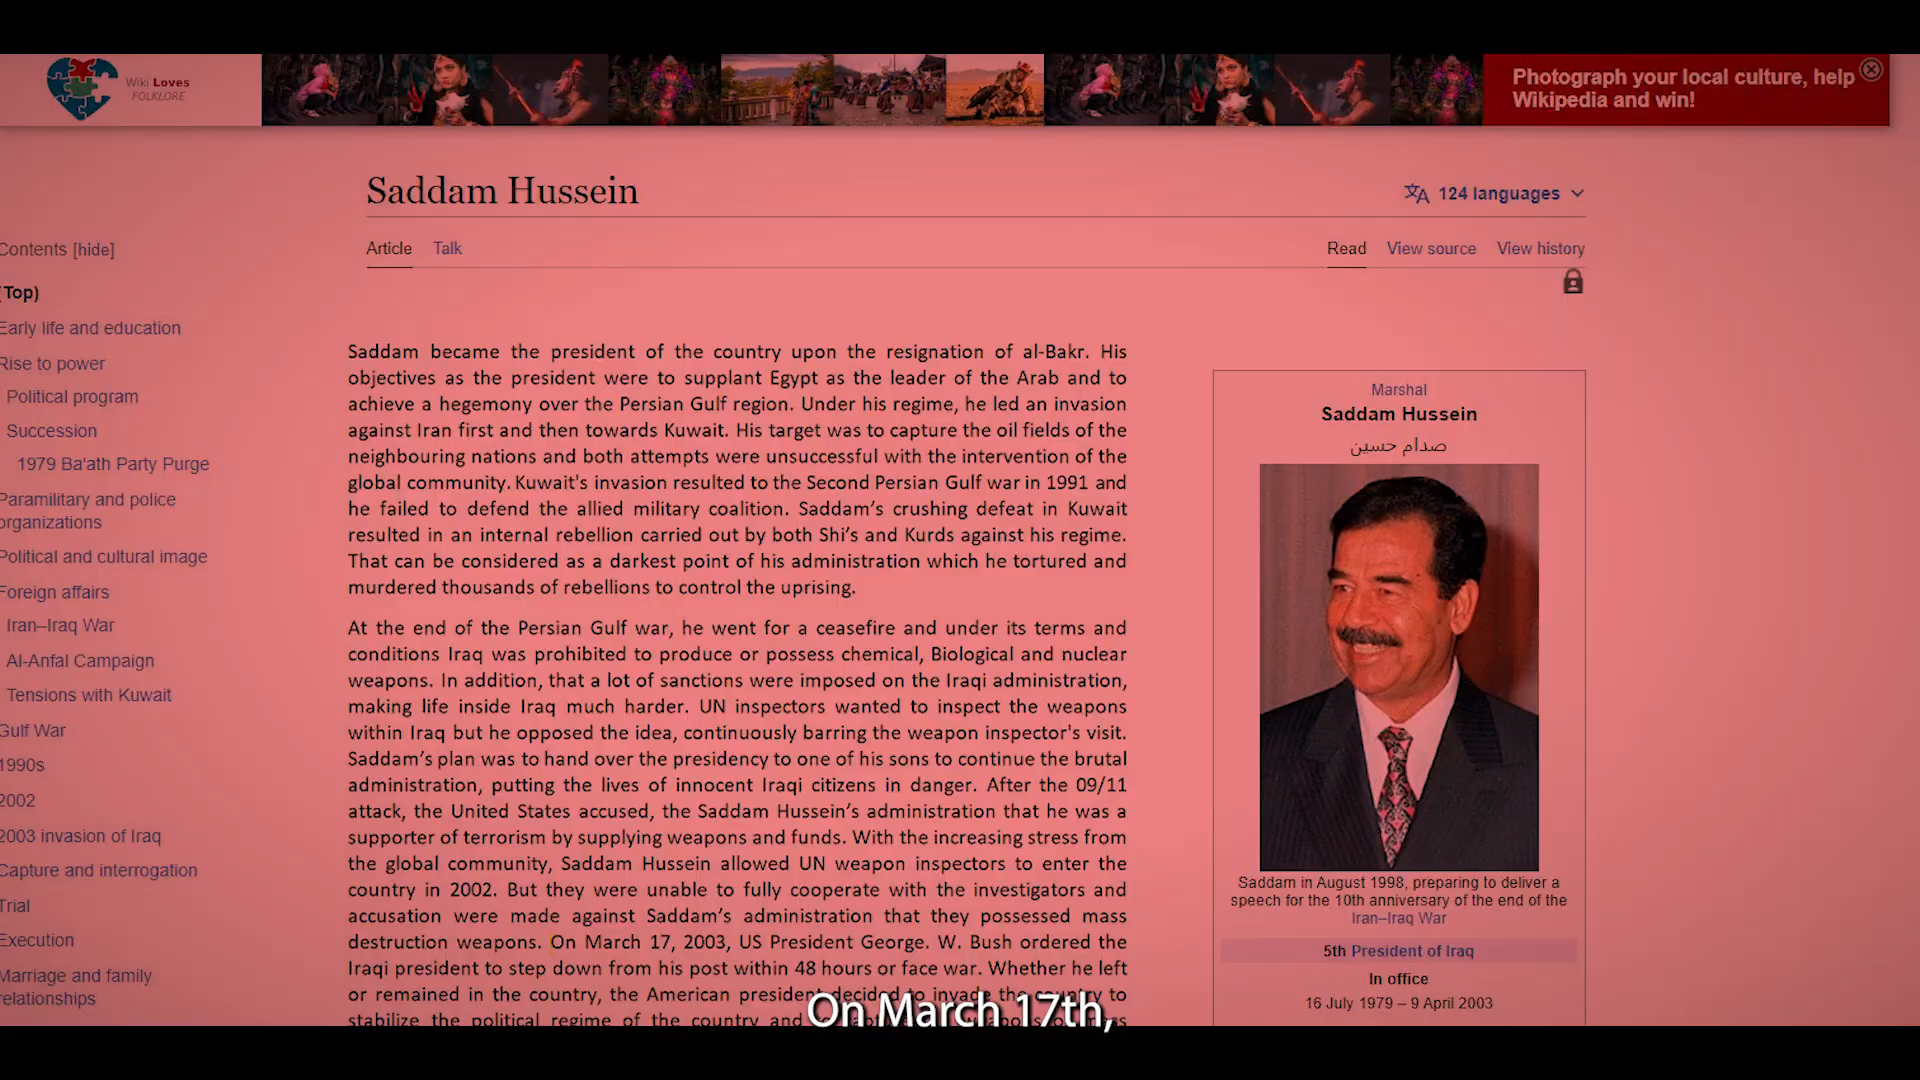 Wiki Loves
FOLKLORE
Photograph your local culture, help
Wikipedia and win!
Saddam Hussein
124 languages
Article Talk
Read View source View history
Contents [hide]
(Top)
Early life and education
Rise to power
Political program
Succession
1979 Ba'ath Party Purge
Paramilitary and police
organizations
Political and cultural image
Foreign affairs
Iran–Iraq War
Al-Anfal Campaign
Tensions with Kuwait
Gulf War
1990s
2002
2003 invasion of Iraq
Capture and interrogation
Trial
Execution
Marriage and family
relationships
Saddam became the president of the country upon the resignation of al-Bakr. His
objectives as the president were to supplant Egypt as the leader of the Arab and to
achieve a hegemony over the Persian Gulf region. Under his regime, he led an invasion
against Iran first and then towards Kuwait. His target was to capture the oil fields of the
neighbouring nations and both attempts were unsuccessful with the intervention of the
global community. Kuwait's invasion resulted to the Second Persian Gulf war in 1991 and
he failed to defend the allied military coalition. Saddam’s crushing defeat in Kuwait
resulted in an internal rebellion carried out by both Shi’s and Kurds against his regime.
That can be considered as a darkest point of his administration which he tortured and
murdered thousands of rebellions to control the uprising.
At the end of the Persian Gulf war, he went for a ceasefire and under its terms and
conditions Iraq was prohibited to produce or possess chemical, Biological and nuclear
weapons. In addition, that a lot of sanctions were imposed on the Iraqi administration,
making life inside Iraq much harder. UN inspectors wanted to inspect the weapons
within Iraq but he opposed the idea, continuously barring the weapon inspector's visit.
Saddam’s plan was to hand over the presidency to one of his sons to continue the brutal
administration, putting the lives of innocent Iraqi citizens in danger. After the 09/11
attack, the United States accused, the Saddam Hussein’s administration that he was a
supporter of terrorism by supplying weapons and funds. With the increasing stress from
the global community, Saddam Hussein allowed UN weapon inspectors to enter the
country in 2002. But they were unable to fully cooperate with the investigators and
accusation were made against Saddam’s administration that they possessed mass
destruction weapons. On March 17, 2003, US President George. W. Bush ordered the
Iraqi president to step down from his post within 48 hours or face war. Whether he left
or remained in the country, the American president decided to invade the country to
stabilize the political regime of the country and
Marshal
Saddam Hussein
صدام حسين
Saddam in August 1998, preparing to deliver a
speech for the 10th anniversary of the end of the
Iran–Iraq War
5th President of Iraq
In office
16 July 1979 – 9 April 2003
On March 17th,